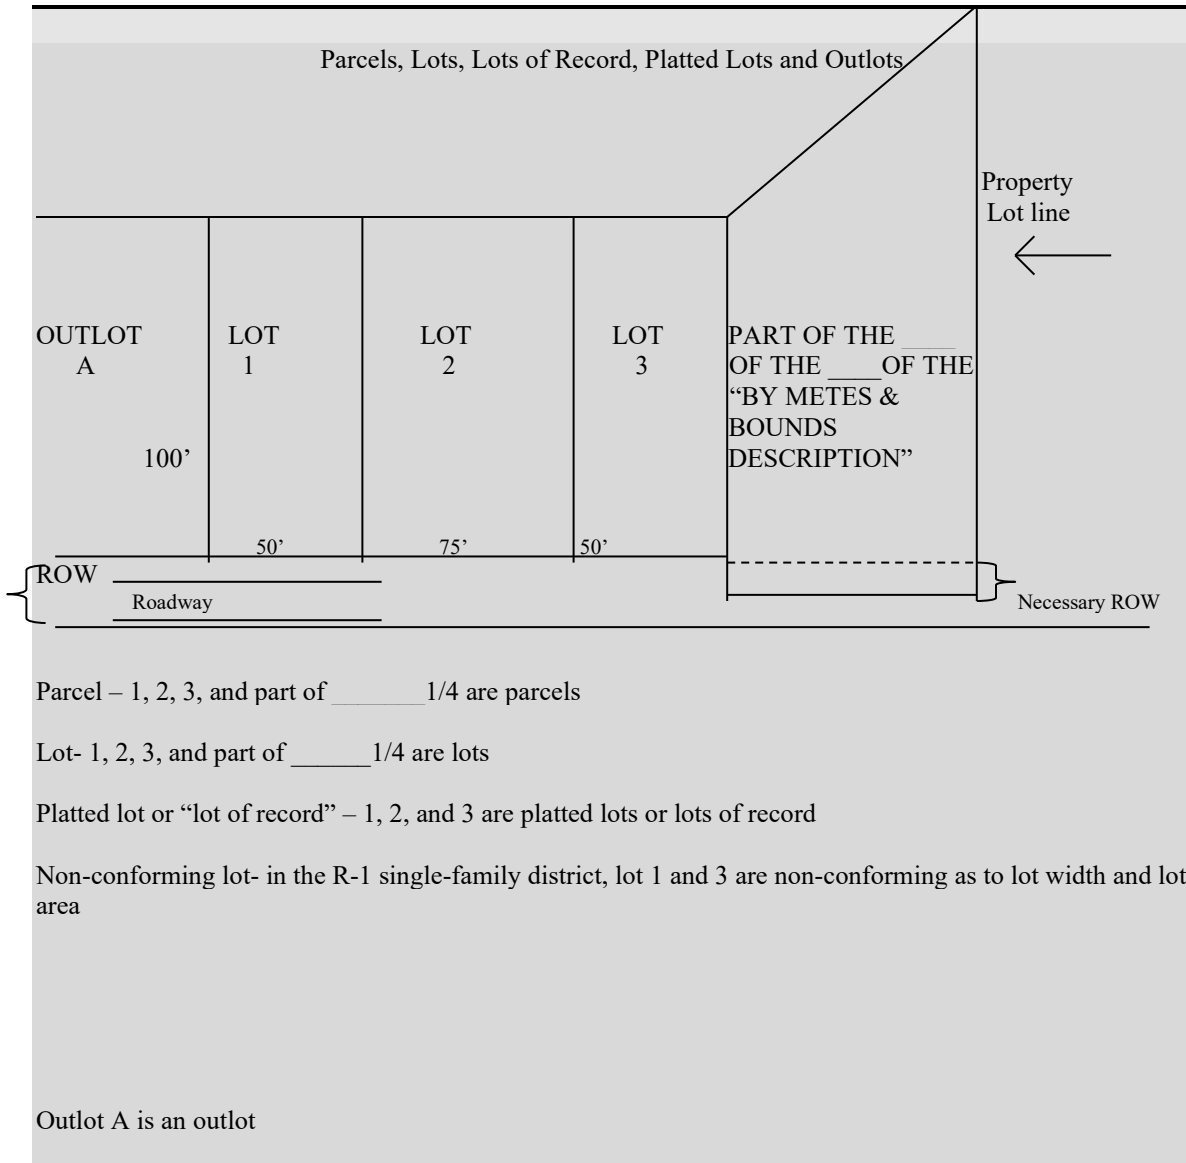 Parcels, Lots, Lots of Record, Platted Lots and Outlots
Property
Lot line
OUTLOT
A
LOT
1
LOT
2
LOT
3
PART OF THE ____
OF THE ____OF THE
“BY METES &
BOUNDS
DESCRIPTION”
100’
50’
75’
50’
ROW
Roadway
Necessary ROW
Parcel – 1, 2, 3, and part of _______1/4 are parcels
Lot- 1, 2, 3, and part of ______1/4 are lots
Platted lot or “lot of record” – 1, 2, and 3 are platted lots or lots of record
Non-conforming lot- in the R-1 single-family district, lot 1 and 3 are non-conforming as to lot width and lot
area
Outlot A is an outlot